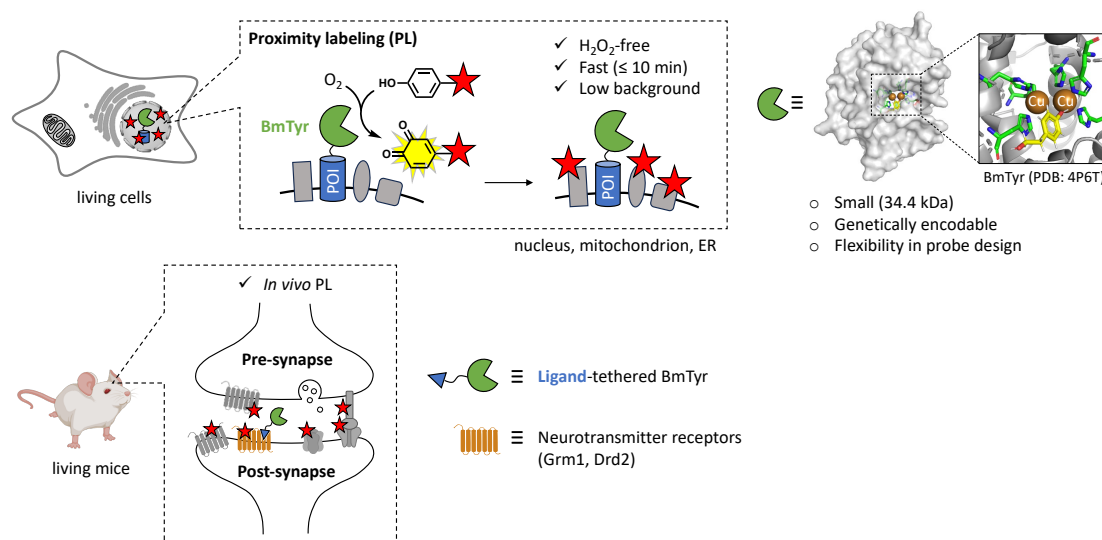 Proximity labeling (PL)
O₂
HO
BmTyr
O
O
POI
living cells
✓ H₂O₂-free
✓ Fast (≤ 10 min)
✓ Low background
POI
nucleus, mitochondrion, ER
≡
Cu Cu
BmTyr (PDB: 4P6T)
○ Small (34.4 kDa)
○ Genetically encodable
○ Flexibility in probe design
✓ In vivo PL
Pre-synapse
Post-synapse
living mice
≡ Ligand-tethered BmTyr
≡ Neurotransmitter receptors
(Grm1, Drd2)